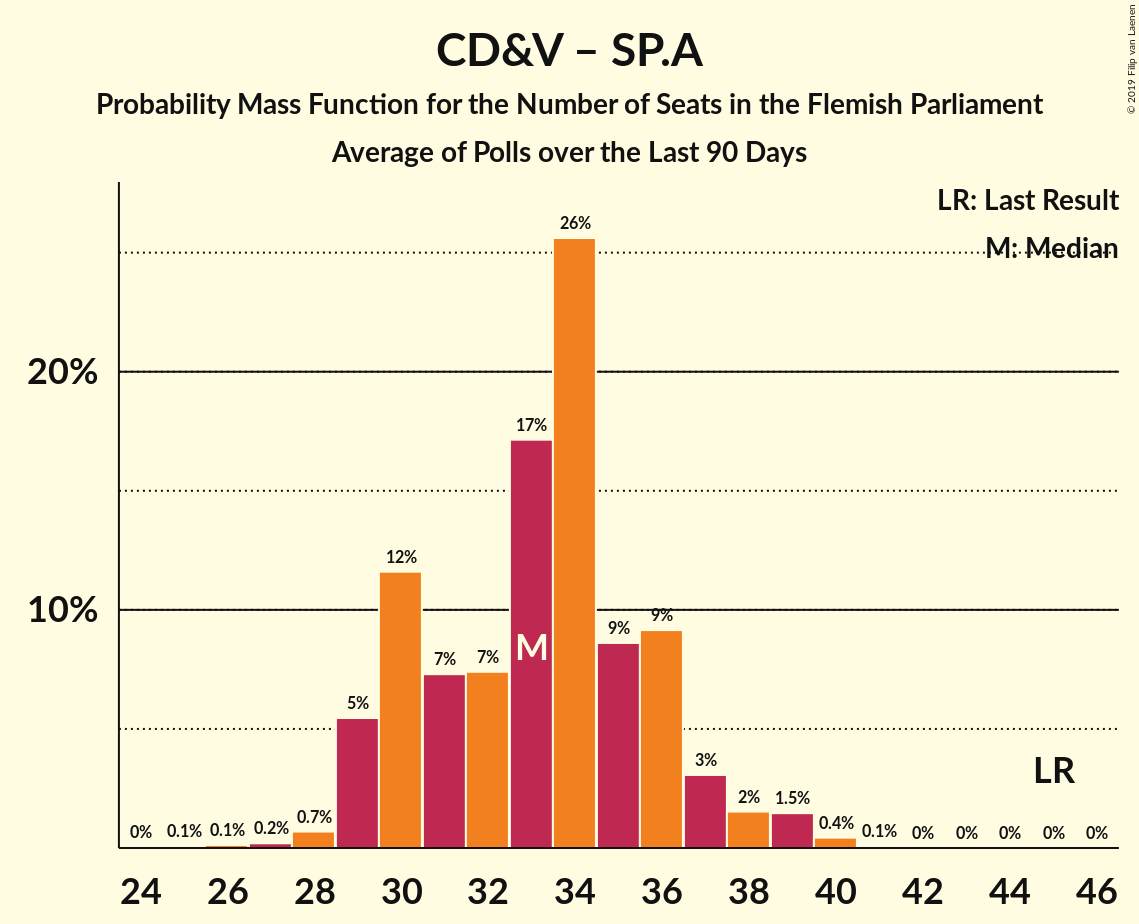 CD&V – SP.A
Probability Mass Function for the Number of Seats in the Flemish Parliament
Average of Polls over the Last 90 Days
© 2019 Filip van Laenen
LR: Last Result
M: Median
20%
10%
0% 0.1% 0.1% 0.2% 0.7% 5% 12% 7% 7% 17% 26% 9% 9% 3% 2% 1.5% 0.4% 0.1% 0% 0% 0% 0% 0%
M
LR
24 26 28 30 32 34 36 38 40 42 44 46